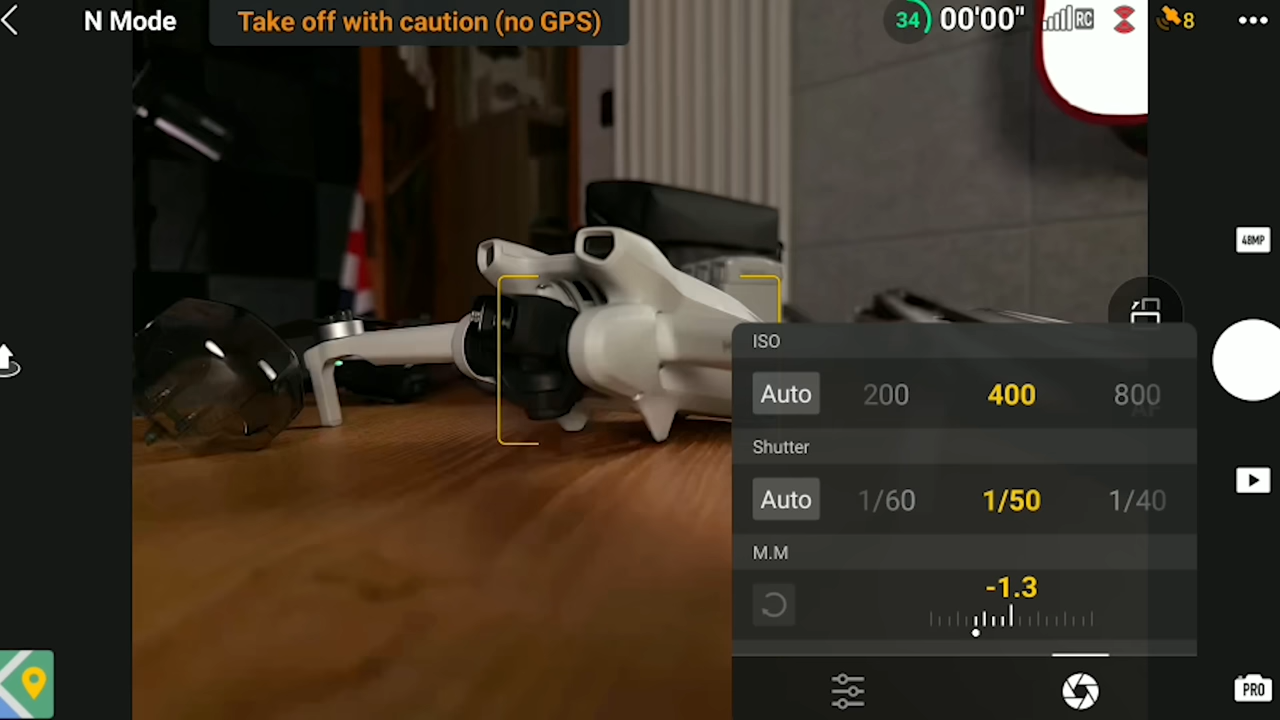 N Mode
Take off with caution (no GPS)
34
00'00"
RC
8
48MP
ISO
Auto
200
400
800
AF
Shutter
Auto
1/60
1/50
1/40
M.M
-1.3
PRO